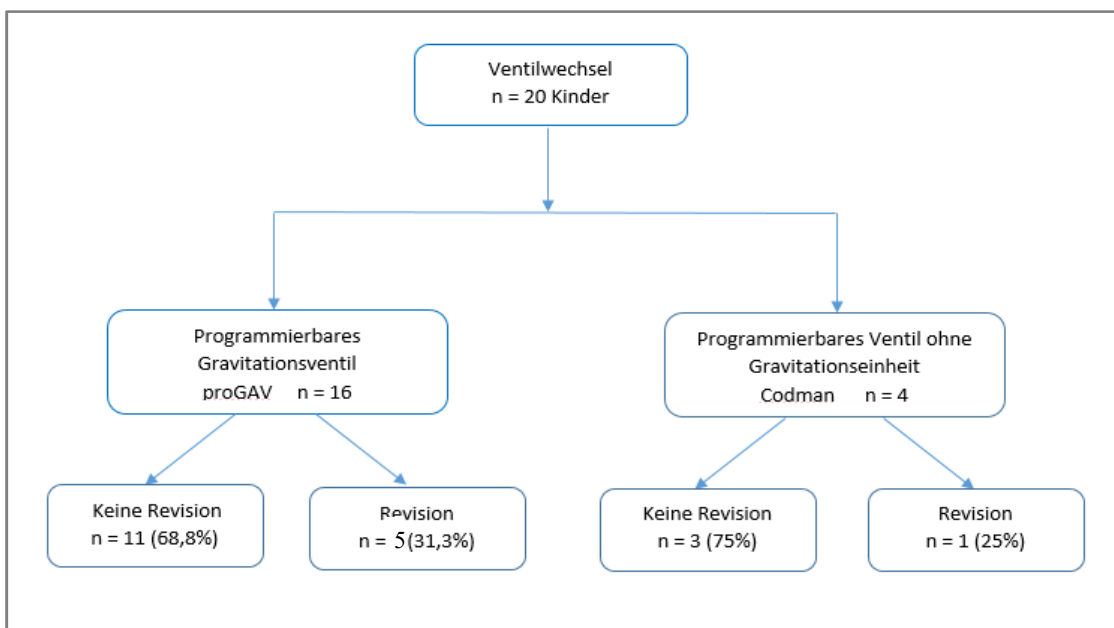 Ventilwechsel
n = 20 Kinder
Programmierbares
Gravitationsventil
proGAV n = 16
Programmierbares Ventil ohne
Gravitationseinheit
Codman n = 4
Keine Revision
n = 11 (68,8%)
Revision
n = 5(31,3%)
Keine Revision
n = 3 (75%)
Revision
n = 1 (25%)